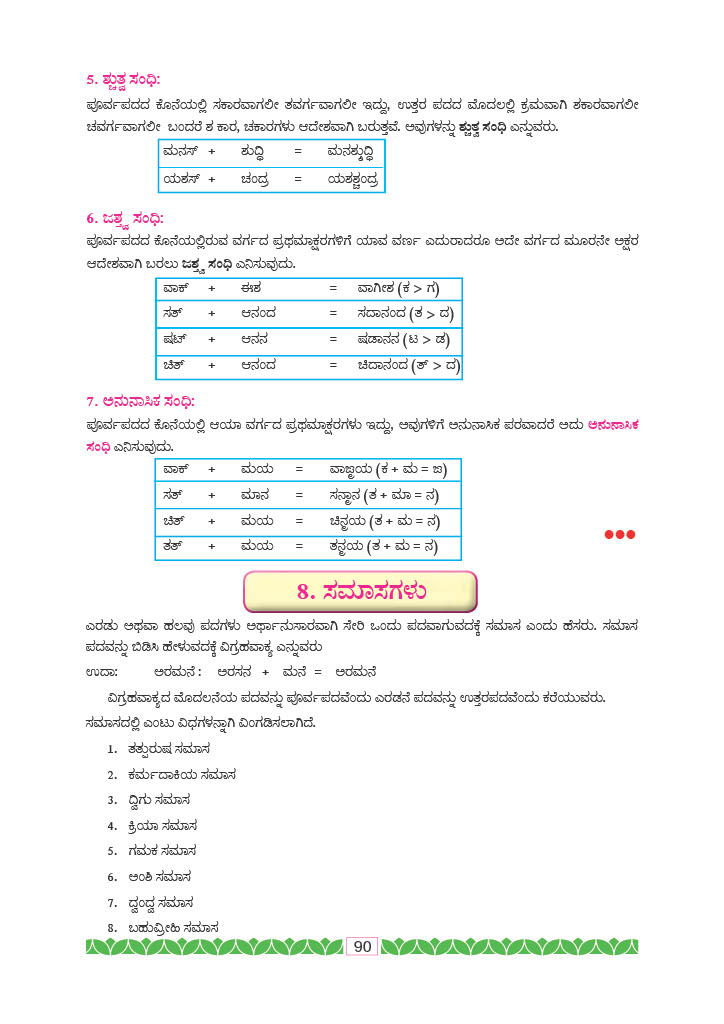 5. ಶ್ಚುತ್ವ ಸಂಧಿ:
ಪೂರ್ವಪದದ ಕೊನೆಯಲ್ಲಿ ಸಕಾರವಾಗಲೀ ತವರ್ಗವಾಗಲೀ ಇದ್ದು, ಉತ್ತರ ಪದದ ಮೊದಲಲ್ಲಿ ಕ್ರಮವಾಗಿ ಶಕಾರವಾಗಲೀ
ಚವರ್ಗವಾಗಲೀ ಬಂದರೆ ಶ ಕಾರ, ಚಕಾರಗಳು ಆದೇಶವಾಗಿ ಬರುತ್ತವೆ. ಅವುಗಳನ್ನು ಶ್ಚುತ್ವ ಸಂಧಿ ಎನ್ನುವರು.
ಮನಸ್ + ಶುದ್ಧಿ = ಮನಶ್ಶುದ್ಧಿ
ಯಶಸ್ + ಚಂದ್ರ = ಯಶಶ್ಚಂದ್ರ
6. ಜಶ್ತ್ವ ಸಂಧಿ:
ಪೂರ್ವಪದದ ಕೊನೆಯಲ್ಲಿರುವ ವರ್ಗದ ಪ್ರಥಮಾಕ್ಷರಗಳಿಗೆ ಯಾವ ವರ್ಣ ಎದುರಾದರೂ ಅದೇ ವರ್ಗದ ಮೂರನೇ ಅಕ್ಷರ
ಆದೇಶವಾಗಿ ಬರಲು ಜಶ್ತ್ವ ಸಂಧಿ ಎನಿಸುವುದು.
ವಾಕ್ + ಈಶ = ವಾಗೀಶ (ಕ > ಗ)
ಸತ್ + ಆನಂದ = ಸದಾನಂದ (ತ > ದ)
ಷಟ್ + ಆನನ = ಷಡಾನನ (ಟ > ಡ)
ಚಿತ್ + ಆನಂದ = ಚಿದಾನಂದ (ತ್ > ದ)
7. ಅನುನಾಸಿಕ ಸಂಧಿ:
ಪೂರ್ವಪದದ ಕೊನೆಯಲ್ಲಿ ಆಯಾ ವರ್ಗದ ಪ್ರಥಮಾಕ್ಷರಗಳು ಇದ್ದು, ಅವುಗಳಿಗೆ ಅನುನಾಸಿಕ ಪರವಾದರೆ ಅದು ಅನುನಾಸಿಕ
ಸಂಧಿ ಎನಿಸುವುದು.
ವಾಕ್ + ಮಯ = ವಾಙ್ಮಯ (ಕ + ಮ = ಙ)
ಸತ್ + ಮಾನ = ಸನ್ಮಾನ (ತ + ಮಾ = ನ)
ಚಿತ್ + ಮಯ = ಚಿನ್ಮಯ (ತ + ಮ = ನ)
ತತ್ + ಮಯ = ತನ್ಮಯ (ತ + ಮ = ನ)
8. ಸಮಾಸಗಳು
ಎರಡು ಅಥವಾ ಹಲವು ಪದಗಳು ಅರ್ಥಾನುಸಾರವಾಗಿ ಸೇರಿ ಒಂದು ಪದವಾಗುವದಕ್ಕೆ ಸಮಾಸ ಎಂದು ಹೆಸರು. ಸಮಾಸ
ಪದವನ್ನು ಬಿಡಿಸಿ ಹೇಳುವದಕ್ಕೆ ವಿಗ್ರಹವಾಕ್ಯ ಎನ್ನುವರು
ಉದಾ: ಅರಮನೆ : ಅರಸನ + ಮನೆ = ಅರಮನೆ
ವಿಗ್ರಹವಾಕ್ಯದ ಮೊದಲನೆಯ ಪದವನ್ನು ಪೂರ್ವಪದವೆಂದು ಎರಡನೆ ಪದವನ್ನು ಉತ್ತರಪದವೆಂದು ಕರೆಯುವರು.
ಸಮಾಸದಲ್ಲಿ ಎಂಟು ವಿಧಗಳನ್ನಾಗಿ ವಿಂಗಡಿಸಲಾಗಿದೆ.
1. ತತ್ಪುರುಷ ಸಮಾಸ
2. ಕರ್ಮದಾಕಿಯ ಸಮಾಸ
3. ದ್ವಿಗು ಸಮಾಸ
4. ಕ್ರಿಯಾ ಸಮಾಸ
5. ಗಮಕ ಸಮಾಸ
6. ಅಂಶಿ ಸಮಾಸ
7. ದ್ವಂದ್ವ ಸಮಾಸ
8. ಬಹುವ್ರೀಹಿ ಸಮಾಸ
90